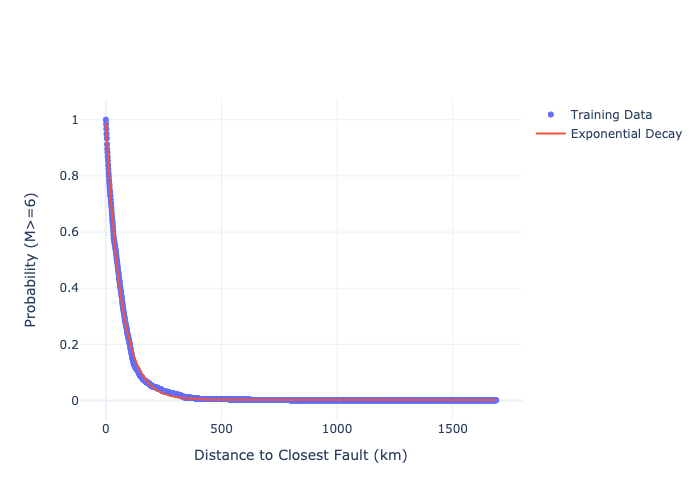 Training Data
Exponential Decay
1
0.8
0.6
0.4
0.2
0
Probability (M>=6)
0
500
1000
1500
Distance to Closest Fault (km)